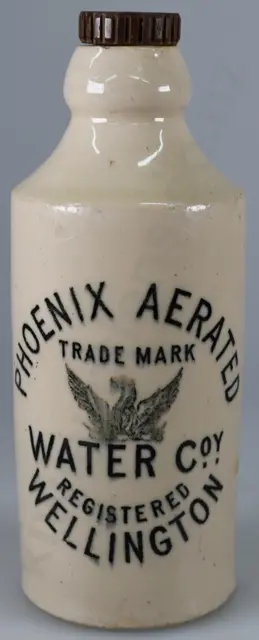 PHOENIX AERATED
TRADE MARK
WATER COY.
REGISTERED
WELLINGTON